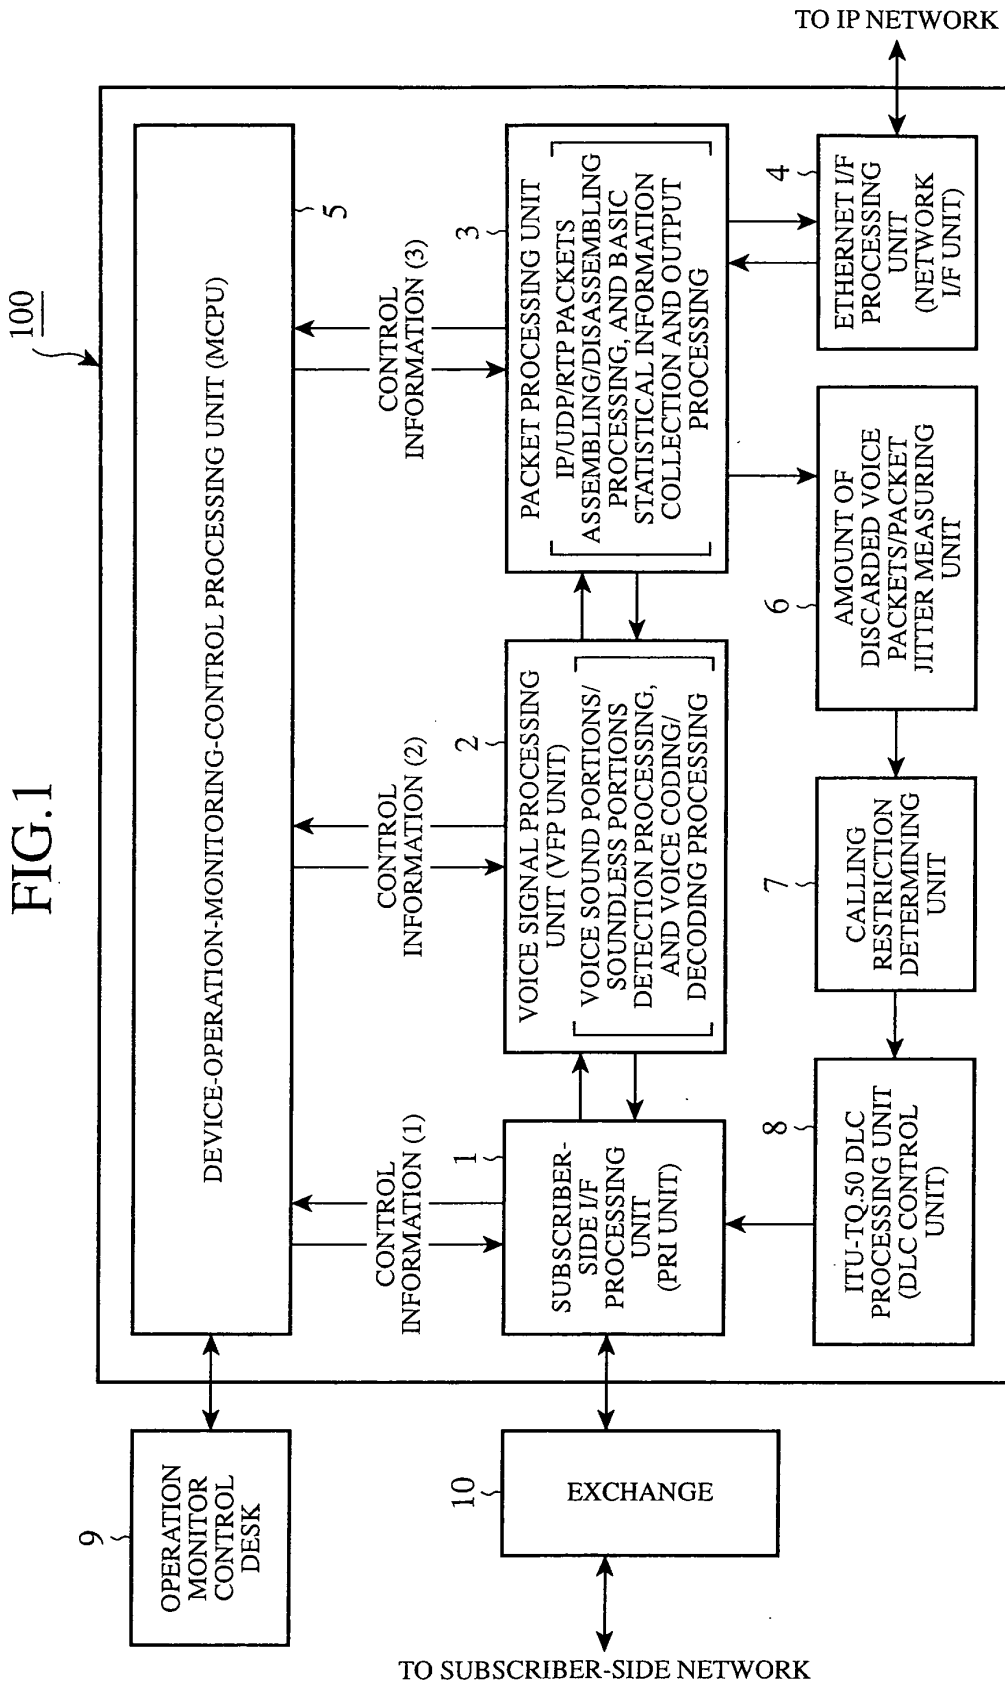 FIG.1
100
OPERATION
MONITOR
CONTROL
DESK
9
DEVICE-OPERATION-MONITORING-CONTROL PROCESSING UNIT (MCPU)
5
CONTROL
INFORMATION (1)
CONTROL
INFORMATION (2)
CONTROL
INFORMATION (3)
TO SUBSCRIBER-SIDE NETWORK
10
EXCHANGE
1
SUBSCRIBER-
SIDE I/F
PROCESSING
UNIT
(PRI UNIT)
2
VOICE SIGNAL PROCESSING
UNIT (VFP UNIT)
VOICE SOUND PORTIONS/
SOUNDLESS PORTIONS
DETECTION PROCESSING,
AND VOICE CODING/
DECODING PROCESSING
3
PACKET PROCESSING UNIT
IP/UDP/RTP PACKETS
ASSEMBLING/DISASSEMBLING
PROCESSING, AND BASIC
STATISTICAL INFORMATION
COLLECTION AND OUTPUT
PROCESSING
8
ITU-TQ.50 DLC
PROCESSING UNIT
(DLC CONTROL
UNIT)
7
CALLING
RESTRICTION
DETERMINING
UNIT
6
AMOUNT OF
DISCARDED VOICE
PACKETS/PACKET
JITTER MEASURING
UNIT
4
ETHERNET I/F
PROCESSING
UNIT
(NETWORK
I/F UNIT)
TO IP NETWORK